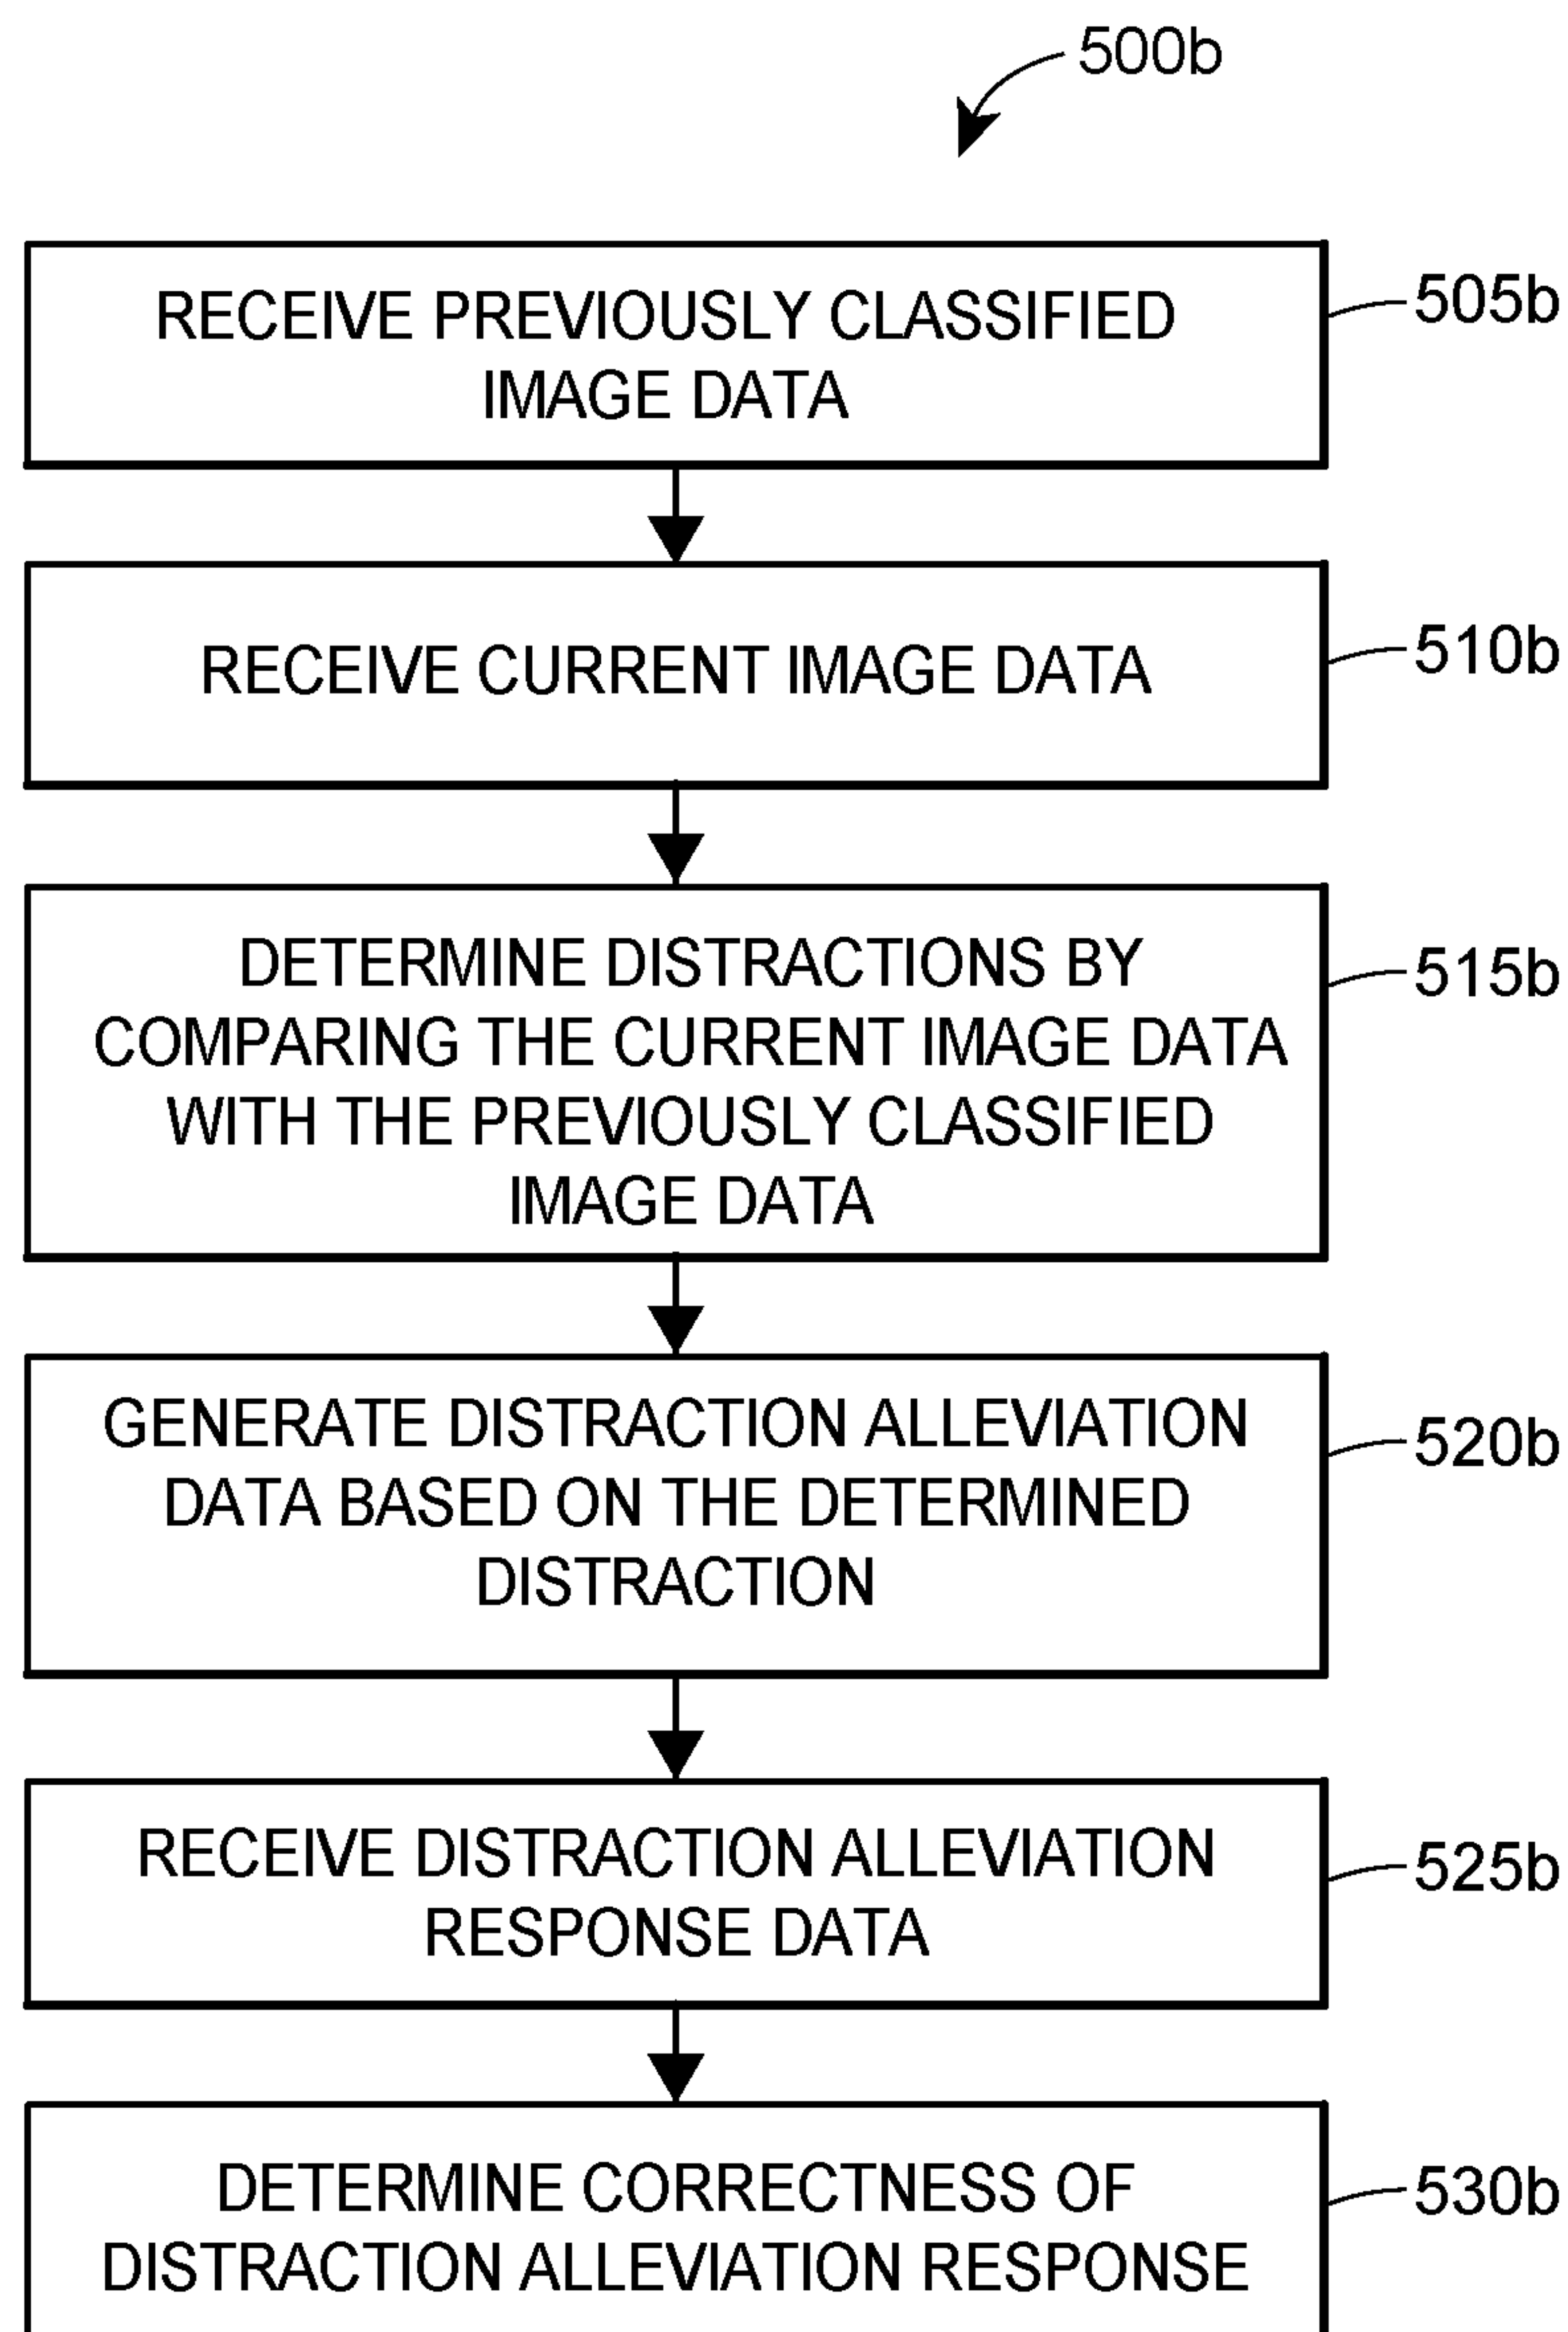 500b
RECEIVE PREVIOUSLY CLASSIFIED
IMAGE DATA
505b
RECEIVE CURRENT IMAGE DATA
510b
DETERMINE DISTRACTIONS BY
COMPARING THE CURRENT IMAGE DATA
WITH THE PREVIOUSLY CLASSIFIED
IMAGE DATA
515b
GENERATE DISTRACTION ALLEVIATION
DATA BASED ON THE DETERMINED
DISTRACTION
520b
RECEIVE DISTRACTION ALLEVIATION
RESPONSE DATA
525b
DETERMINE CORRECTNESS OF
DISTRACTION ALLEVIATION RESPONSE
530b